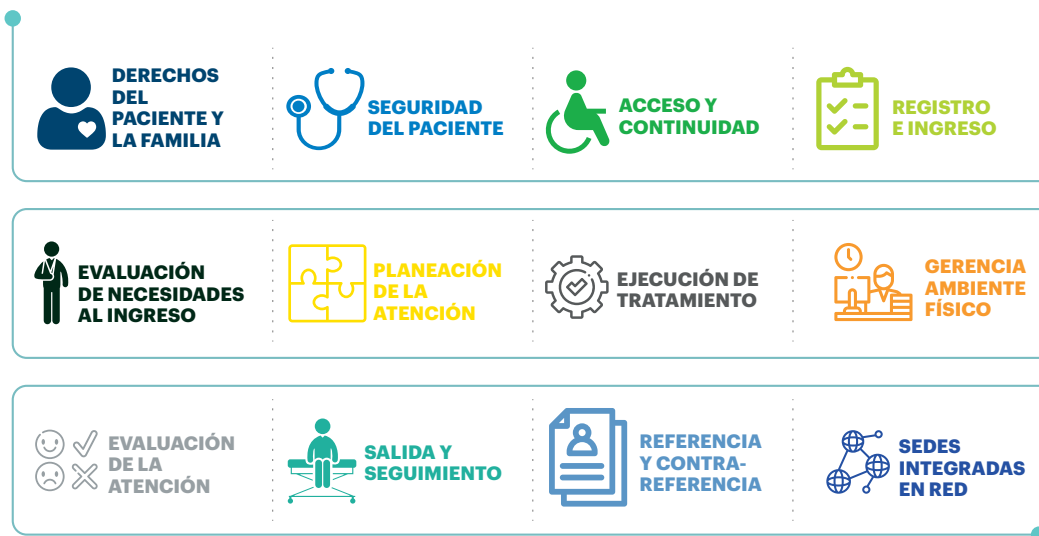 DERECHOS
DEL
PACIENTE Y
LA FAMILIA
SEGURIDAD
DEL PACIENTE
ACCESO Y
CONTINUIDAD
REGISTRO
E INGRESO
EVALUACIÓN
DE NECESIDADES
AL INGRESO
PLANEACIÓN
DE LA
ATENCIÓN
EJECUCIÓN DE
TRATAMIENTO
GERENCIA
AMBIENTE
FÍSICO
EVALUACIÓN
DE LA
ATENCIÓN
SALIDA Y
SEGUIMIENTO
REFERENCIA
Y CONTRA-
REFERENCIA
SEDES
INTEGRADAS
EN RED